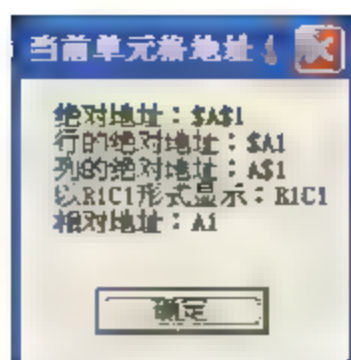 当前单元格地址
绝对地址：$A$1
行的绝对地址：$A1
列的绝对地址：A$1
以R1C1形式显示：R1C1
相对地址：A1
确定